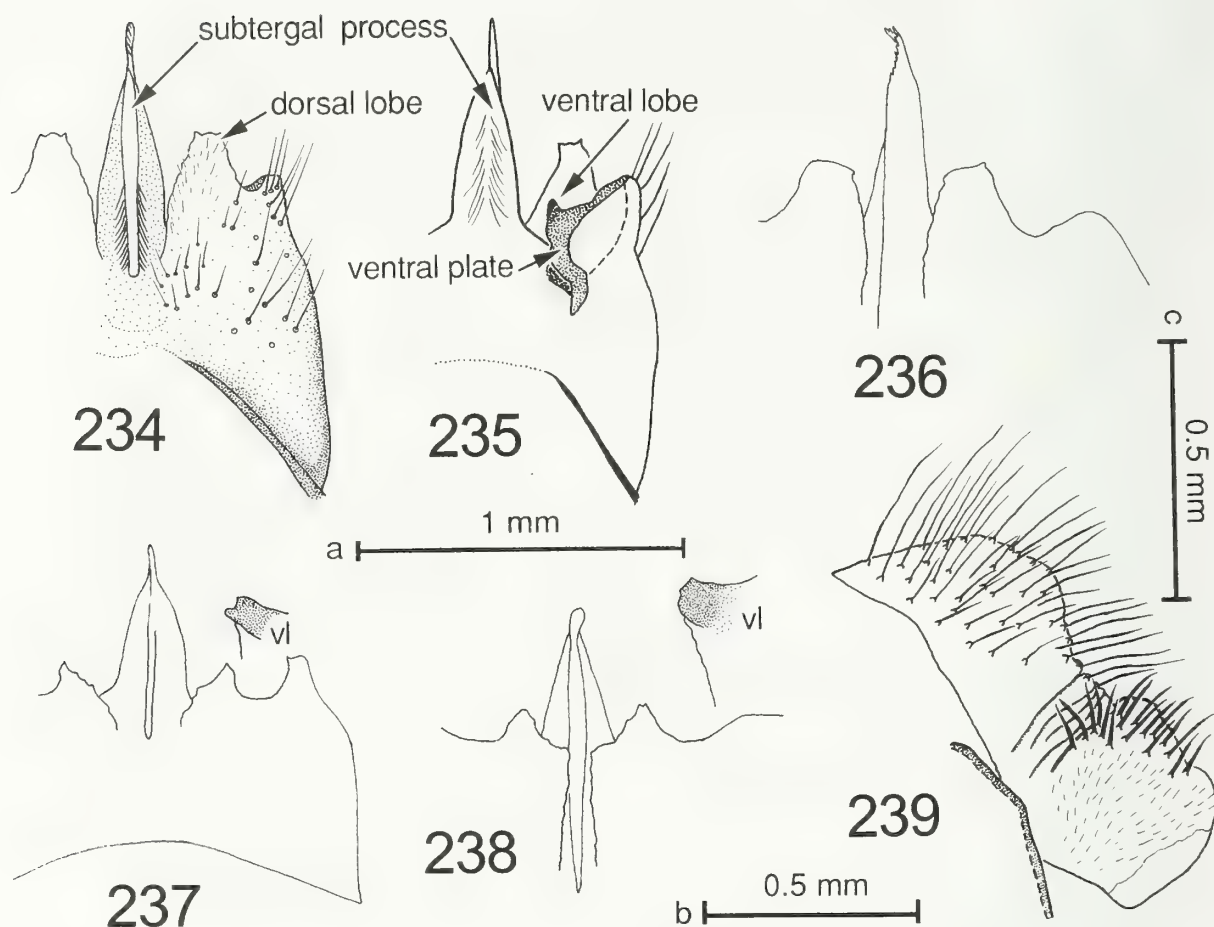 subtergal process
dorsal lobe
ventral lobe
ventral plate
234
235
236
c
0.5 mm
a
1 mm
vl
vl
237
238
239
b
0.5 mm